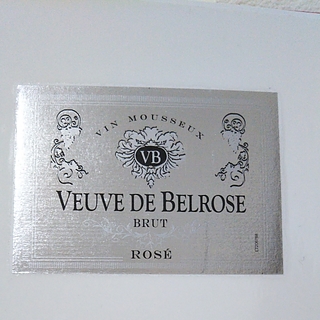 VIN MOUSSEUX
VB
VEUVE DE BELROSE
BRUT
ROSÉ